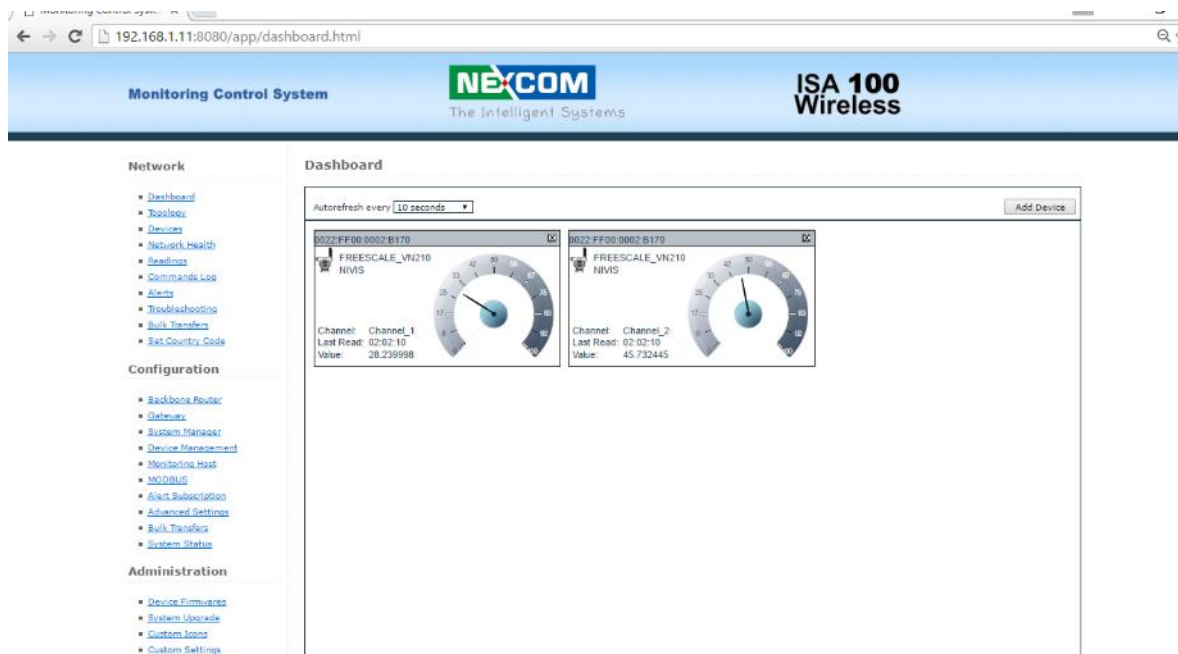 192.168.1.11:8080/app/dashboard.html
Monitoring Control System
NEXCOM
The Intelligent Systems
ISA 100
Wireless
Network
Dashboard
Topology
Devices
Network Health
Readings
Commands Log
Alerts
Troubleshooting
Bulk Transfers
Set Country Code
Configuration
Backbone Router
Gateway
System Manager
Device Management
Monitoring Host
MODBUS
Alert Subscription
Advanced Settings
Bulk Transfers
System Status
Administration
Device Firmwares
System Upgrade
Custom Icons
Custom Settings
Dashboard
Autorefresh every 10 seconds
Add Device
0022:FF00:0002:B170
FREESCALE_VN210
NIVIS
Channel: Channel_1
Last Read: 02:02:10
Value: 28.239998
0022:FF00:0002:B170
FREESCALE_VN210
NIVIS
Channel: Channel_2
Last Read: 02:02:10
Value: 45.732445